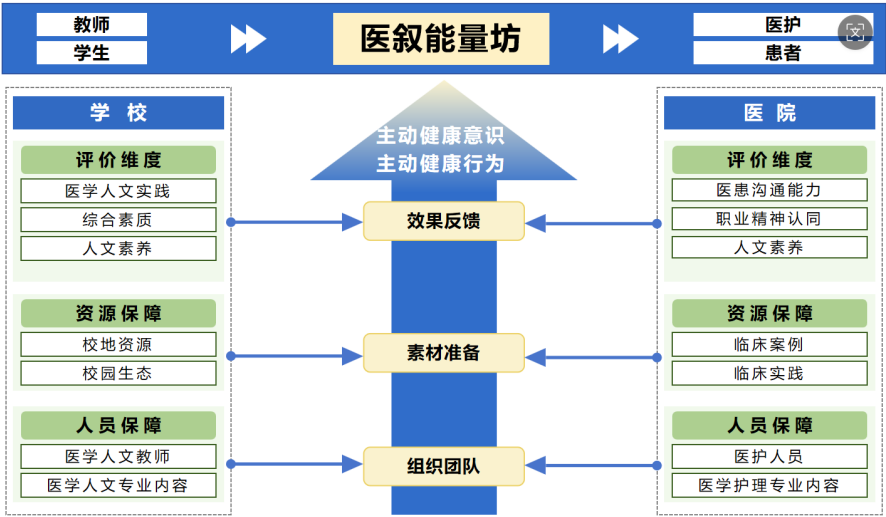 教师
学生
医叙能量坊
医护
患者
学校
评价维度
医学人文实践
综合素质
人文素养
资源保障
校地资源
校园生态
人员保障
医学人文教师
医学人文专业内容
主动健康意识
主动健康行为
效果反馈
素材准备
组织团队
医院
评价维度
医患沟通能力
职业精神认同
人文素养
资源保障
临床案例
临床实践
人员保障
医护人员
医学护理专业内容